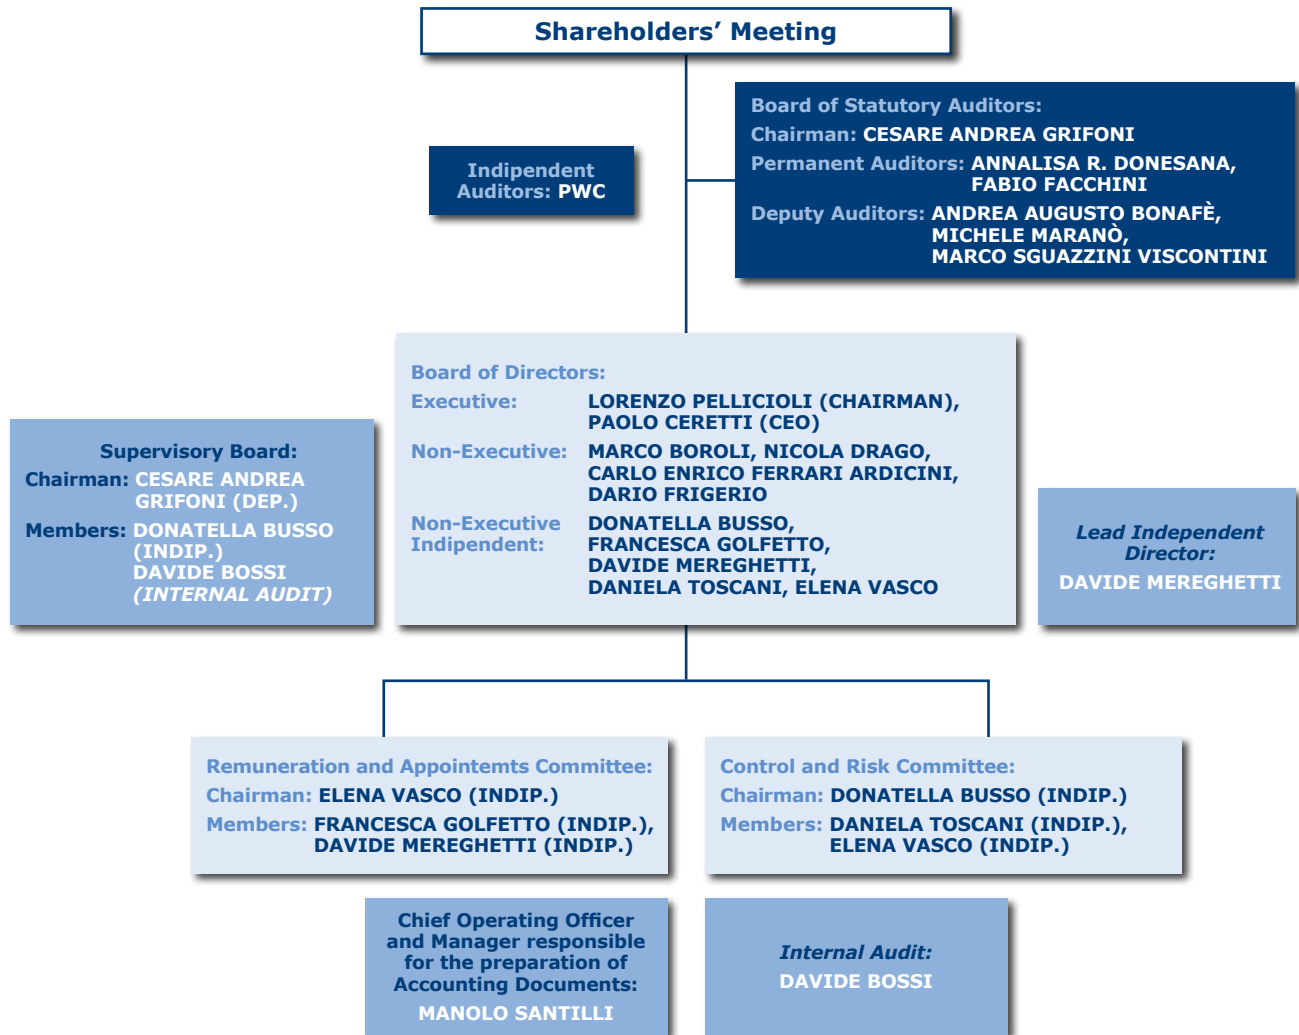 Shareholders' Meeting
Indipendent
Auditors: PWC
Board of Statutory Auditors:
Chairman: CESARE ANDREA GRIFONI
Permanent Auditors: ANNALISA R. DONESANA,
FABIO FACCHINI
Deputy Auditors: ANDREA AUGUSTO BONAFÈ,
MICHELE MARANÒ,
MARCO SGUAZZINI VISCONTINI
Board of Directors:
Executive: LORENZO PELLICIOLI (CHAIRMAN),
PAOLO CERETTI (CEO)
Non-Executive: MARCO BOROLI, NICOLA DRAGO,
CARLO ENRICO FERRARI ARDICINI,
DARIO FRIGERIO
Non-Executive DONATELLA BUSSO,
Indipendent: FRANCESCA GOLFETTO,
DAVIDE MEREGHETTI,
DANIELA TOSCANI, ELENA VASCO
Supervisory Board:
Chairman: CESARE ANDREA
GRIFONI (DEP.)
Members: DONATELLA BUSSO
(INDIP.)
DAVIDE BOSSI
(INTERNAL AUDIT)
Lead Independent
Director:
DAVIDE MEREGHETTI
Remuneration and Appointemts Committee:
Chairman: ELENA VASCO (INDIP.)
Members: FRANCESCA GOLFETTO (INDIP.),
DAVIDE MEREGHETTI (INDIP.)
Control and Risk Committee:
Chairman: DONATELLA BUSSO (INDIP.)
Members: DANIELA TOSCANI (INDIP.),
ELENA VASCO (INDIP.)
Chief Operating Officer
and Manager responsible
for the preparation of
Accounting Documents:
MANOLO SANTILLI
Internal Audit:
DAVIDE BOSSI